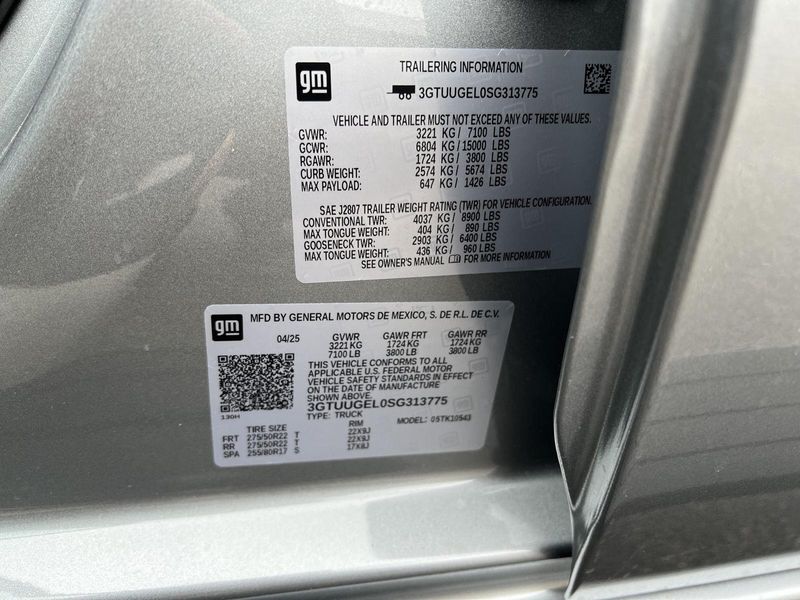 gm
TRAILERING INFORMATION
3GTUUGEL0SG313775
VEHICLE AND TRAILER MUST NOT EXCEED ANY OF THESE VALUES.
GVWR: 3221 KG / 7100 LBS
GCWR: 6804 KG / 15000 LBS
RGAWR: 1724 KG / 3800 LBS
CURB WEIGHT: 2574 KG / 5674 LBS
MAX PAYLOAD: 647 KG / 1426 LBS
SAE J2807 TRAILER WEIGHT RATING (TWR) FOR VEHICLE CONFIGURATION.
CONVENTIONAL TWR: 4037 KG / 8900 LBS
MAX TONGUE WEIGHT: 404 KG / 890 LBS
GOOSENECK TWR: 2903 KG / 6400 LBS
MAX TONGUE WEIGHT: 436 KG / 960 LBS
SEE OWNER'S MANUAL FOR MORE INFORMATION
gm
MFD BY GENERAL MOTORS DE MEXICO, S. DE R.L. DE C.V.
04/25 GVWR GAWR FRT GAWR RR
3221 KG 1724 KG 1724 KG
7100 LB 3800 LB 3800 LB
THIS VEHICLE CONFORMS TO ALL
APPLICABLE U.S. FEDERAL MOTOR
VEHICLE SAFETY STANDARDS IN EFFECT
ON THE DATE OF MANUFACTURE
SHOWN ABOVE.
3GTUUGEL0SG313775
130H TYPE: TRUCK MODEL: 05TK10543
TIRE SIZE RIM
FRT 275/50R22 T 22X9J
RR 275/50R22 T 22X9J
SPA 255/80R17 S 17X8J